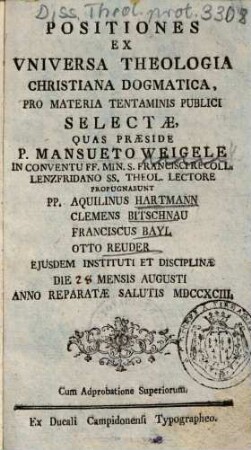 Diss. Theol. prot. 3308
POSITIONES
EX
VNIVERSA THEOLOGIA
CHRISTIANA DOGMATICA,
PRO MATERIA TENTAMINIS PUBLICI
SELECTÆ,
QUAS PRÆSIDE
P. MANSUETO WEIGELE
IN CONVENTU FF. MIN. S. FRANCISCI RECOLL.
LENZFRIDANO SS. THEOL. LECTORE
PROPUGNABUNT
PP. AQUILINUS HARTMANN
CLEMENS BITSCHNAU
FRANCISCUS BAYL
OTTO REUDER
EJUSDEM INSTITUTI ET DISCIPLINÆ
DIE 28 MENSIS AUGUSTI
ANNO REPARATÆ SALUTIS MDCCXCIII.
Cum Adprobatione Superiorum.
Ex Ducali Campidonensi Typographeo.